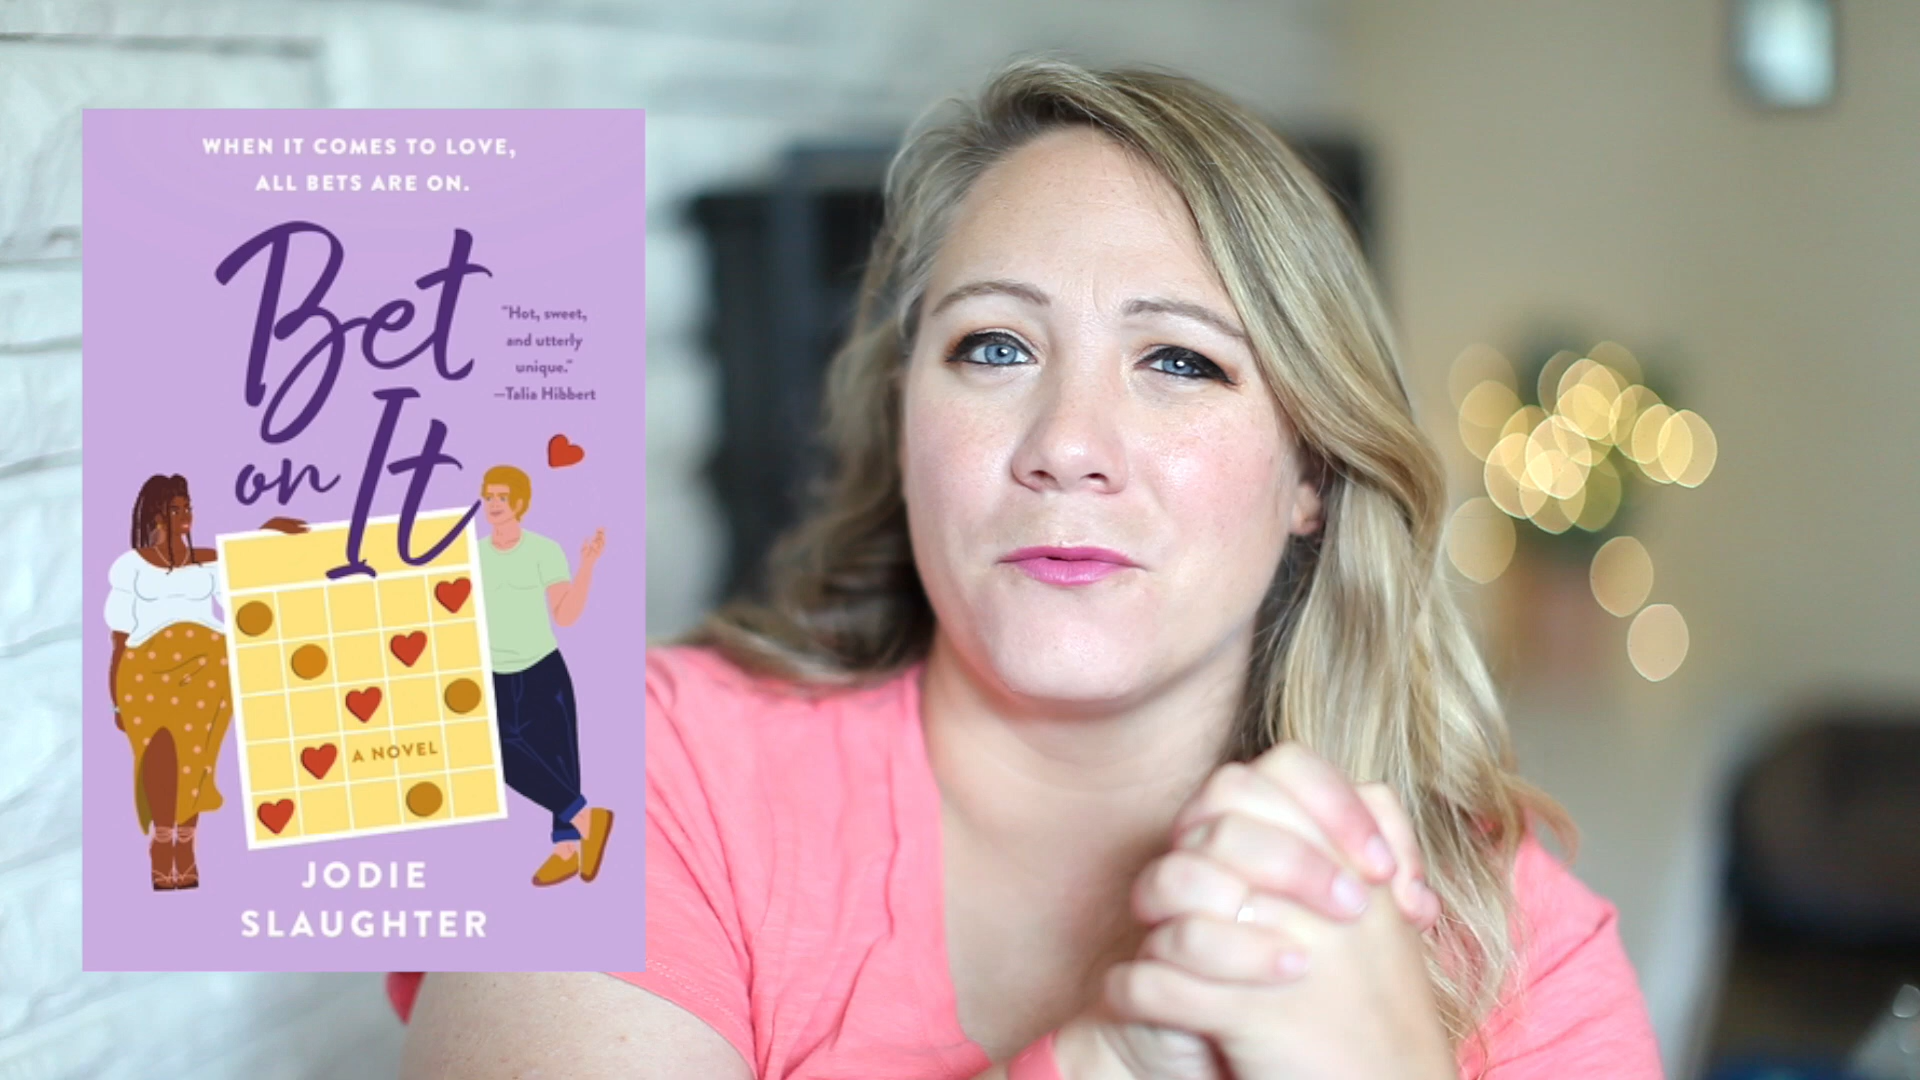 WHEN IT COMES TO LOVE,
ALL BETS ARE ON.
Bet
on It
"Hot, sweet,
and utterly
unique."
—Talia Hibbert
A NOVEL
JODIE
SLAUGHTER